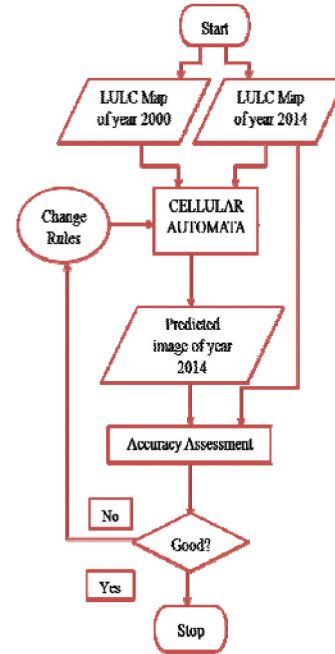 Start
LULC Map
of year 2000
LULC Map
of year 2014
Change
Rules
CELLULAR
AUTOMATA
Predicted
image of year
2014
Accuracy Assessment
No
Good?
Yes
Stop